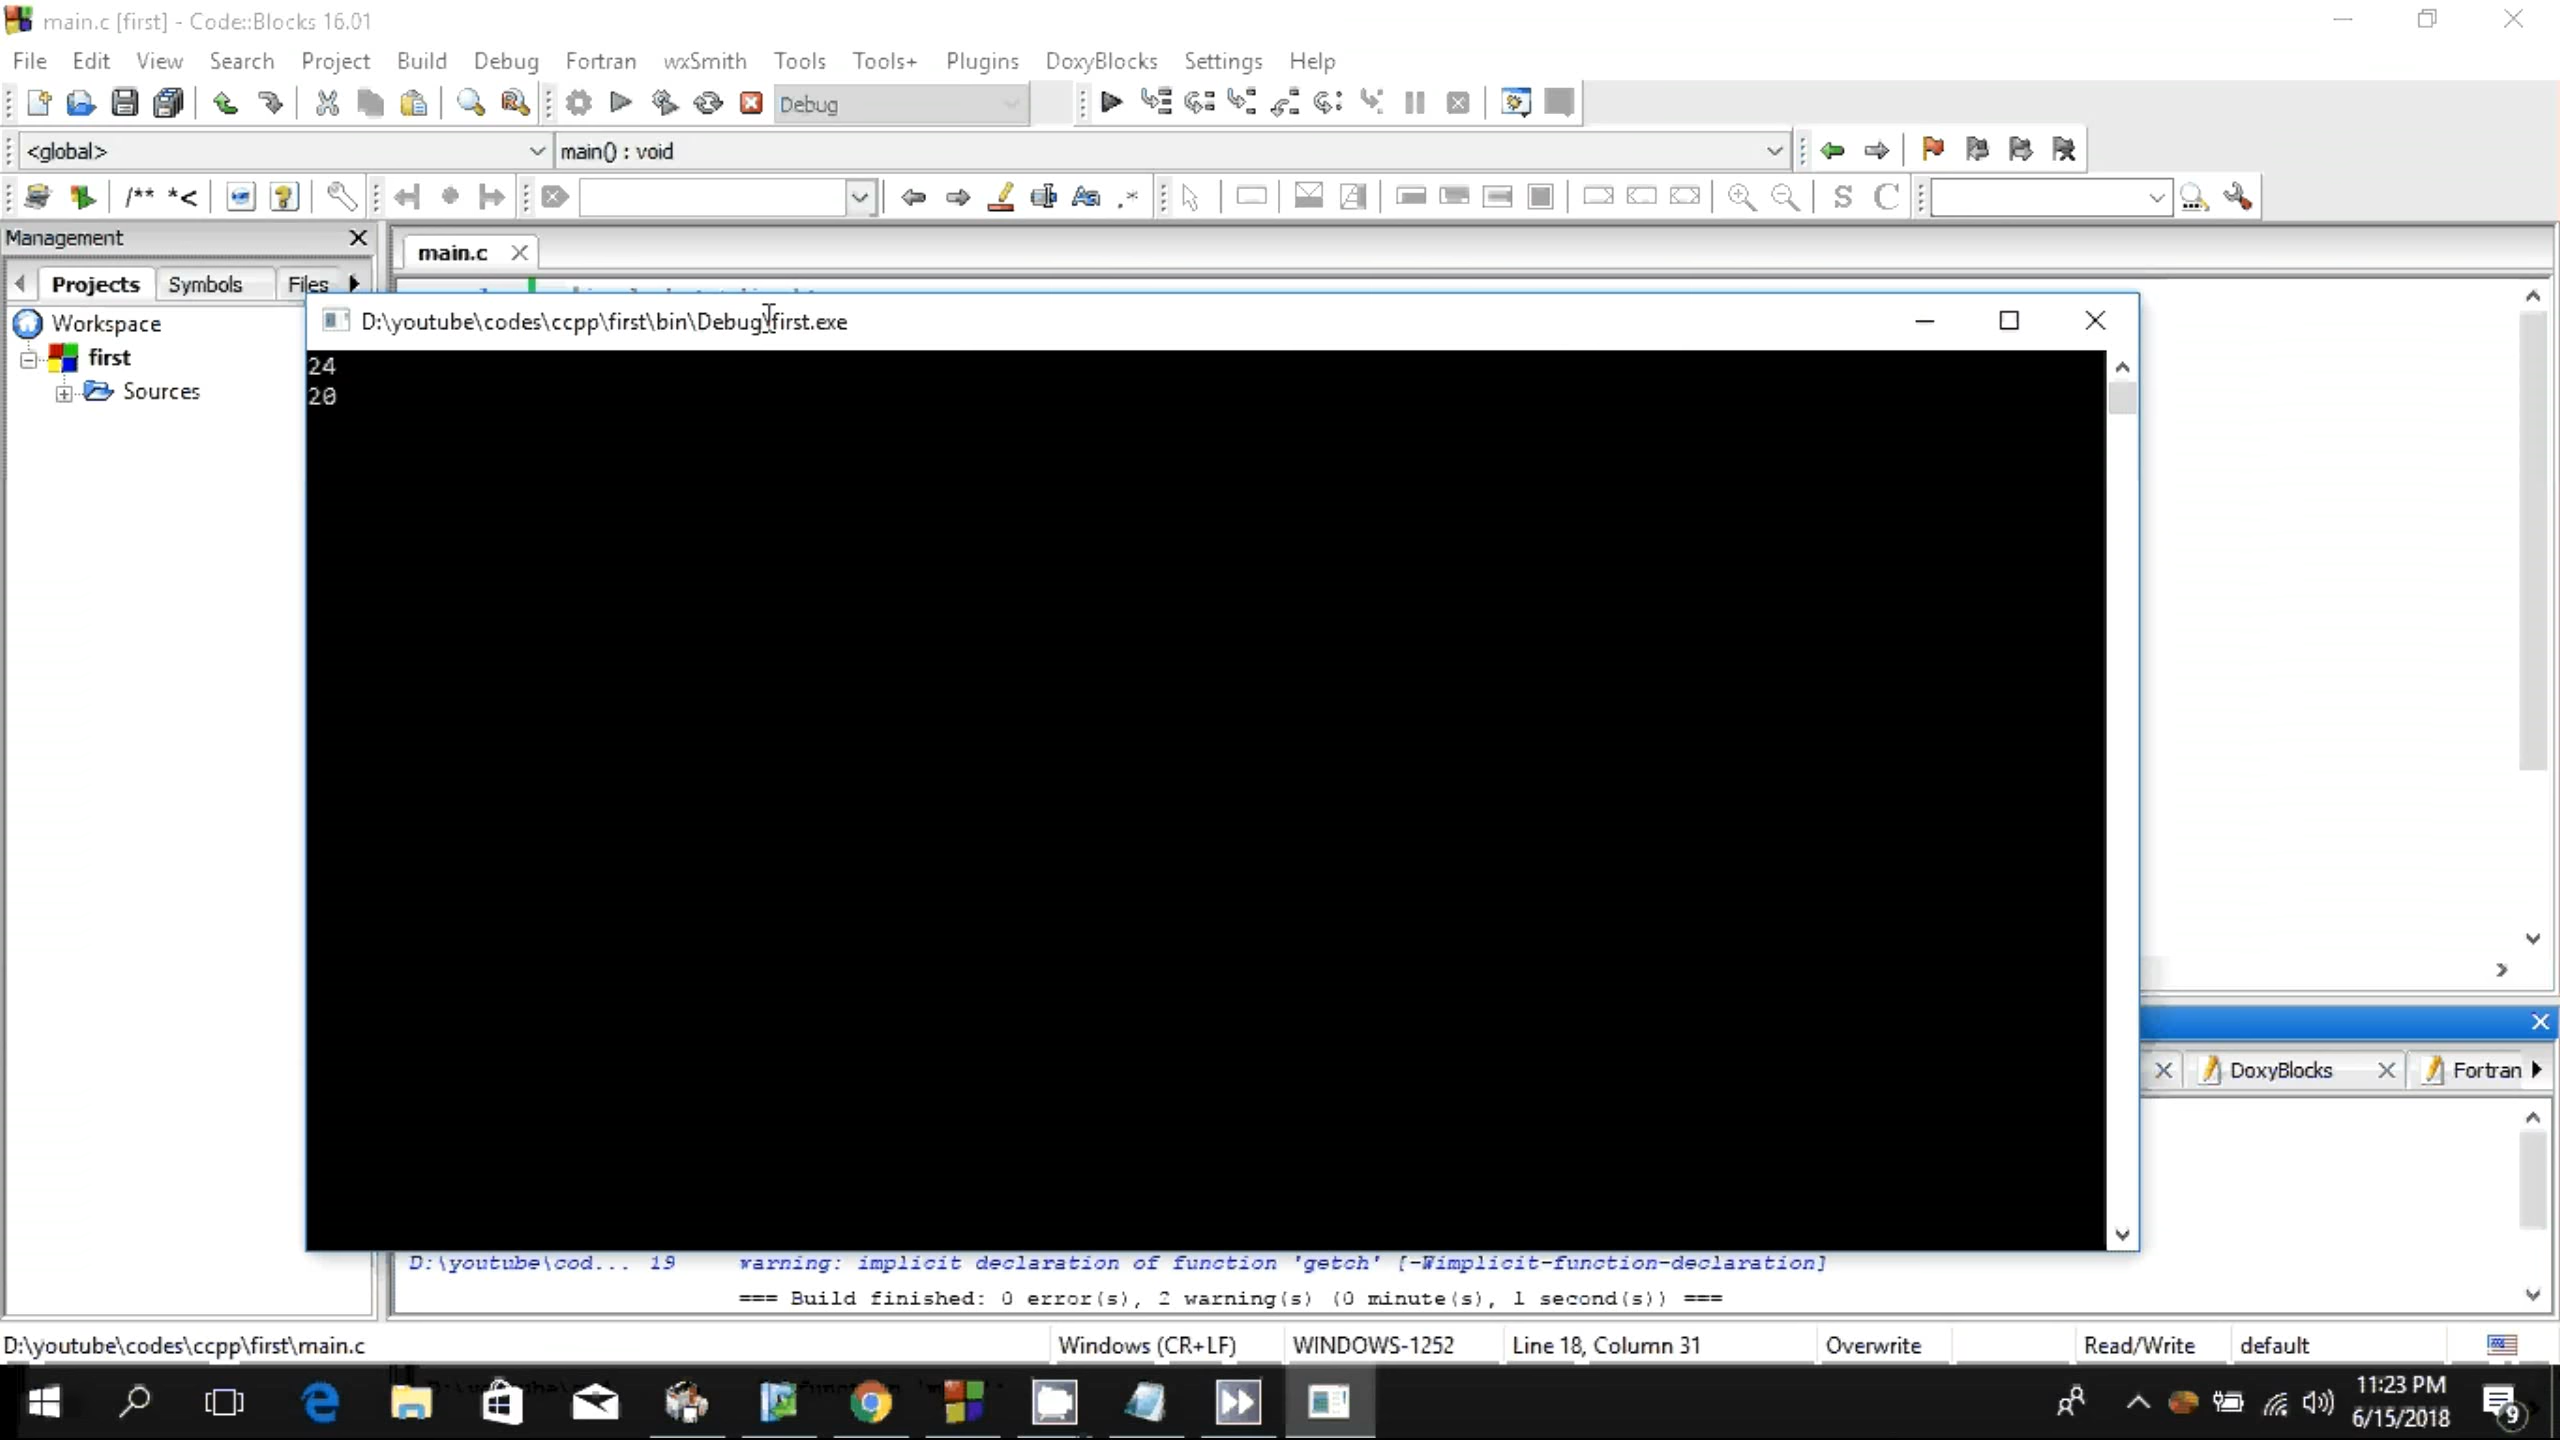 main.c [first] - Code::Blocks 16.01
File Edit View Search Project Build Debug Fortran wxSmith Tools Tools+ Plugins DoxyBlocks Settings Help
Debug
<global> main() : void
/** *<
S C
Management
main.c
Projects Symbols Files
D:\youtube\codes\ccpp\first\bin\Debug\first.exe
Workspace
first
Sources
24
20
DoxyBlocks Fortran
D:\youtube\cod... 19 warning: implicit declaration of function 'getch' [-Wimplicit-function-declaration]
=== Build finished: 0 error(s), 2 warning(s) (0 minute(s), 1 second(s)) ===
D:\youtube\codes\ccpp\first\main.c Windows (CR+LF) WINDOWS-1252 Line 18, Column 31 Overwrite Read/Write default
11:23 PM
6/15/2018
9